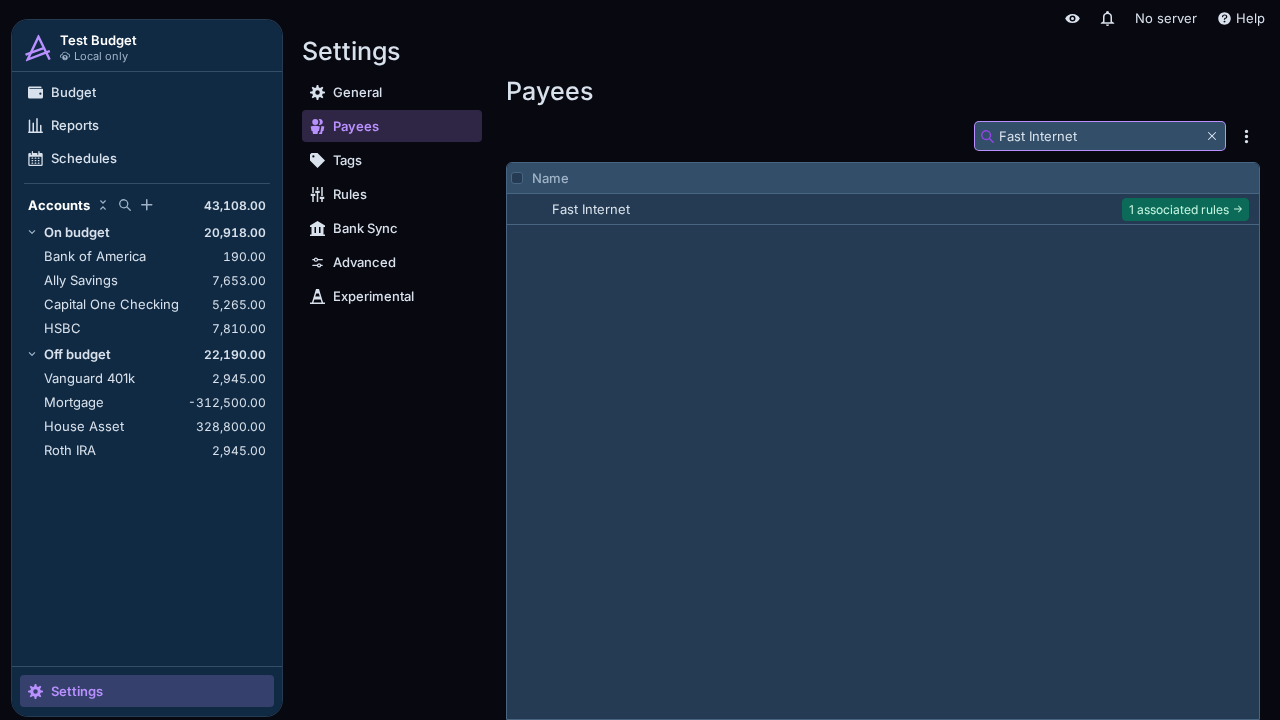 No server
Help
Test Budget
Local only
Budget
Reports
Schedules
Accounts 43,108.00
On budget 20,918.00
Bank of America 190.00
Ally Savings 7,653.00
Capital One Checking 5,265.00
HSBC 7,810.00
Off budget 22,190.00
Vanguard 401k 2,945.00
Mortgage -312,500.00
House Asset 328,800.00
Roth IRA 2,945.00
Settings
Settings
General
Payees
Tags
Rules
Bank Sync
Advanced
Experimental
Payees
Fast Internet
Name
Fast Internet 1 associated rules →